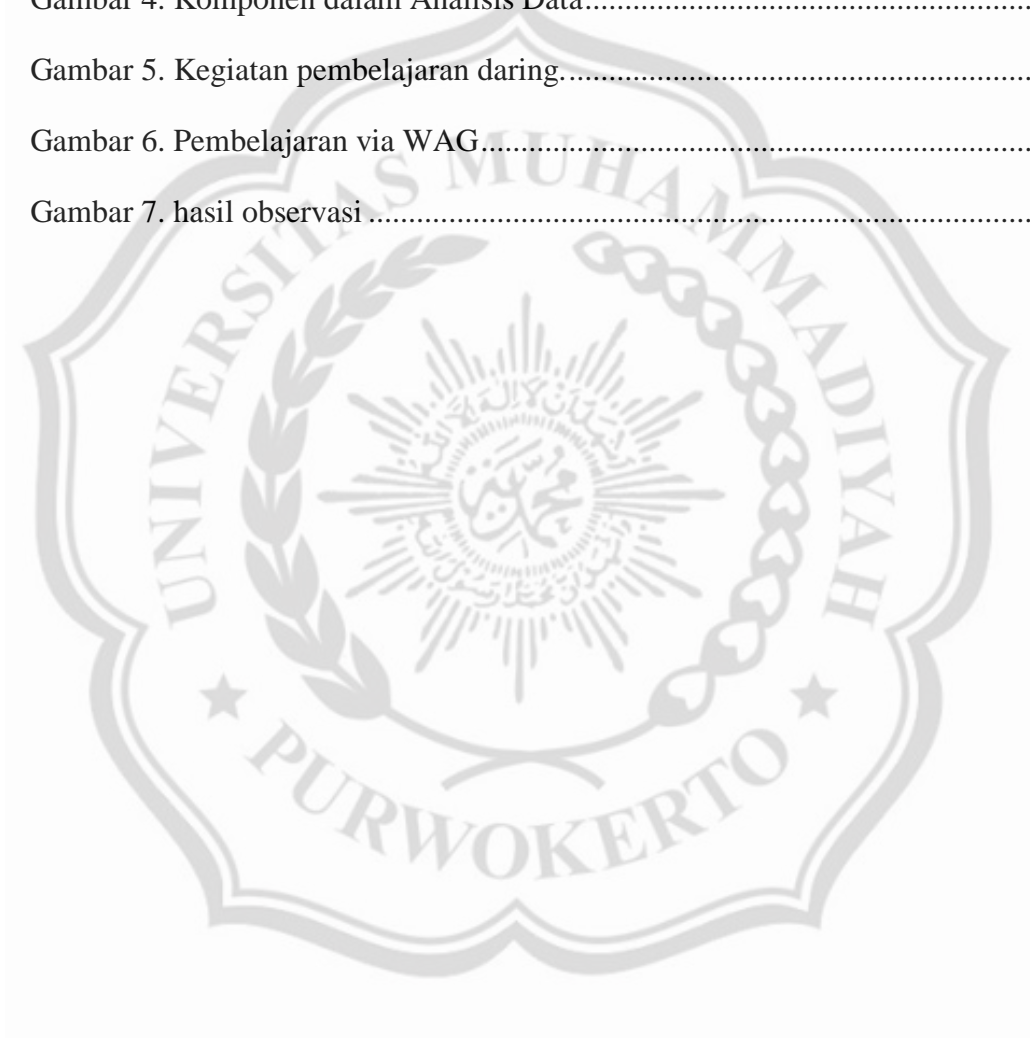 Gambar 4. Komponen dalam Analisis Data..........................................................
Gambar 5. Kegiatan pembelajaran daring...........................................................
Gambar 6. Pembelajaran via WAG......................................................................
Gambar 7. hasil observasi ....................................................................................
UNIVERSITAS MUHAMMADIYAH
PURWOKERTO